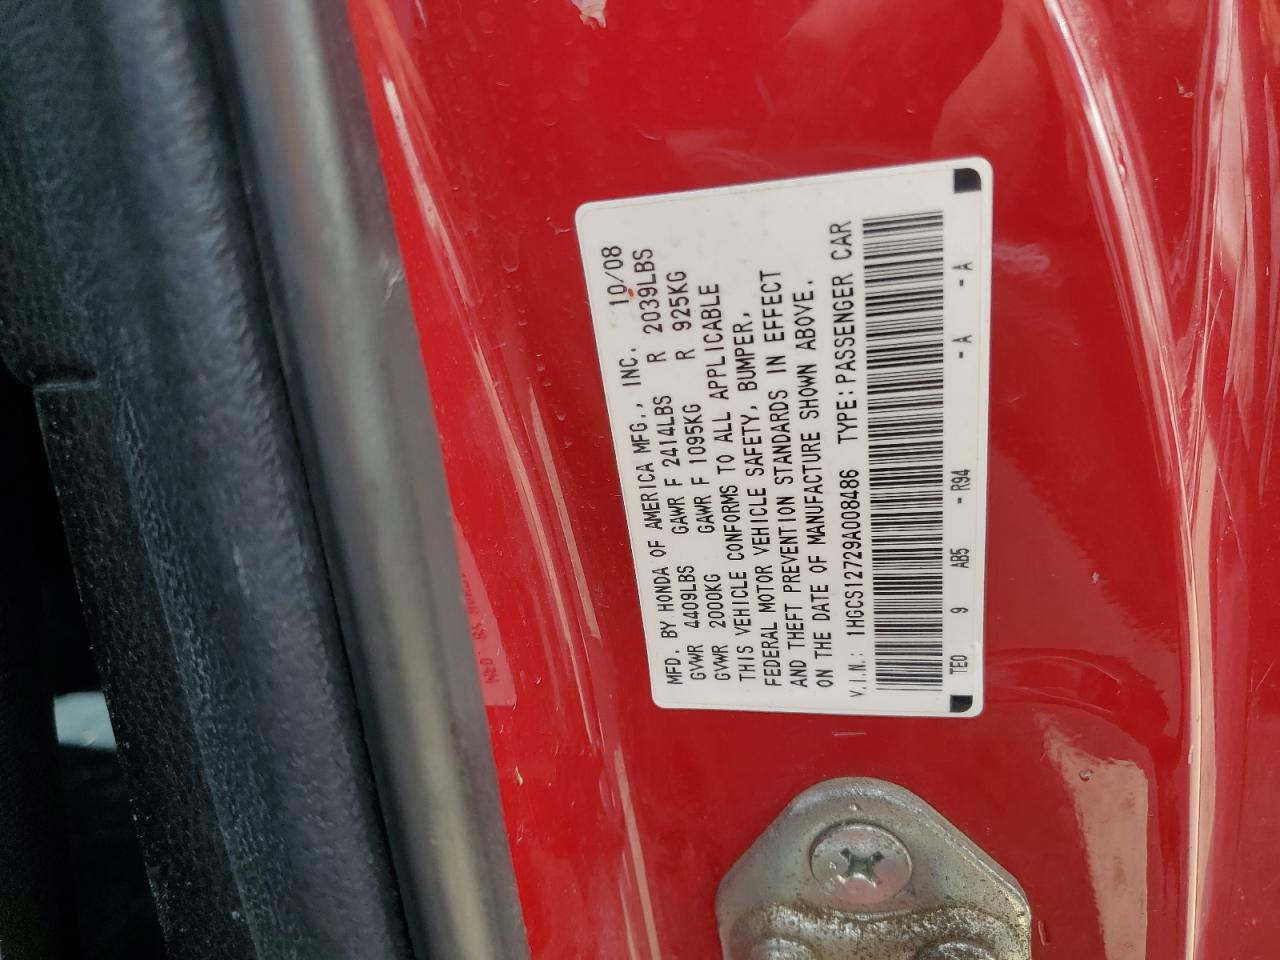 MFD. BY HONDA OF AMERICA MFG., INC. 10/08
GVWR 4409LBS GAWR F 2414LBS R 2039LBS
GVWR 2000KG GAWR F 1095KG R 925KG
THIS VEHICLE CONFORMS TO ALL APPLICABLE
FEDERAL MOTOR VEHICLE SAFETY, BUMPER,
AND THEFT PREVENTION STANDARDS IN EFFECT
ON THE DATE OF MANUFACTURE SHOWN ABOVE.
V.I.N.: 1HGCS12729A008486 TYPE: PASSENGER CAR
TE0 9 AB5 - R94 - A - A